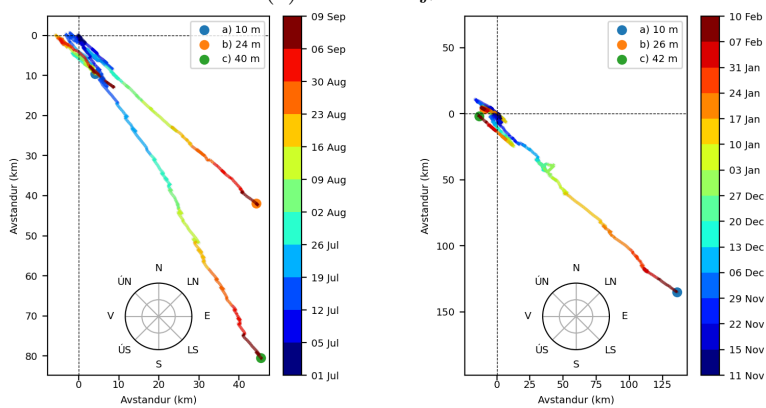 a) 10 m
b) 24 m
c) 40 m
0
10
20
30
40
50
60
70
80
Avstandur (km)
0
10
20
30
40
Avstandur (km)
N
ÚN
LN
V
E
ÚS
LS
S
09 Sep
06 Sep
30 Aug
23 Aug
16 Aug
09 Aug
02 Aug
26 Jul
19 Jul
12 Jul
05 Jul
01 Jul
a) 10 m
b) 26 m
c) 42 m
50
0
50
100
150
Avstandur (km)
0
25
50
75
100
125
Avstandur (km)
N
ÚN
LN
V
E
ÚS
LS
S
10 Feb
07 Feb
31 Jan
24 Jan
17 Jan
10 Jan
03 Jan
27 Dec
20 Dec
13 Dec
06 Dec
29 Nov
22 Nov
15 Nov
11 Nov